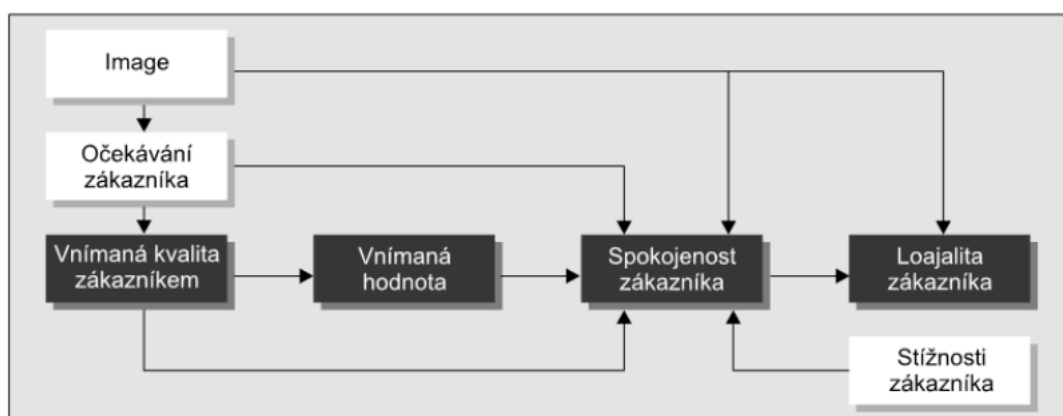 Image
Očekávání
zákazníka
Vnímaná kvalita
zákazníkem
Vnímaná
hodnota
Spokojenost
zákazníka
Loajalita
zákazníka
Stížnosti
zákazníka